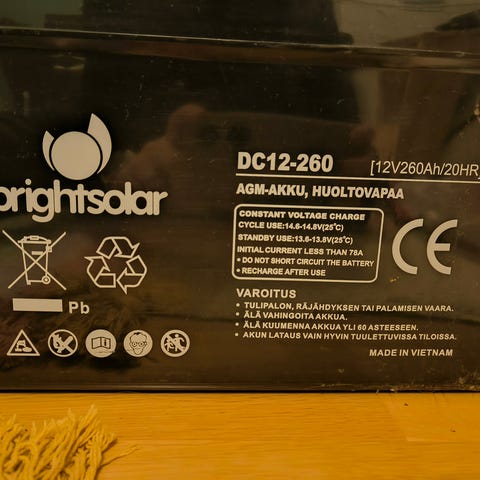 brightsolar
Pb
DC12-260
[12V260Ah/20HR]
AGM-AKKU, HUOLTOVAPAA
CONSTANT VOLTAGE CHARGE
CYCLE USE:14.6-14.8V(25℃)
STANDBY USE:13.6-13.8V(25℃)
INITIAL CURRENT LESS THAN 78A
• DO NOT SHORT CIRCUIT THE BATTERY
• RECHARGE AFTER USE
CE
VAROITUS
• TULIPALON, RÄJÄHDYKSEN TAI PALAMISEN VAARA.
• ÄLÄ VAHINGOITA AKKUA.
• ÄLÄ KUUMENNA AKKUA YLI 60 ASTEESEEN.
• AKUN LATAUS VAIN HYVIN TUULETTUVISSA TILOISSA.
MADE IN VIETNAM